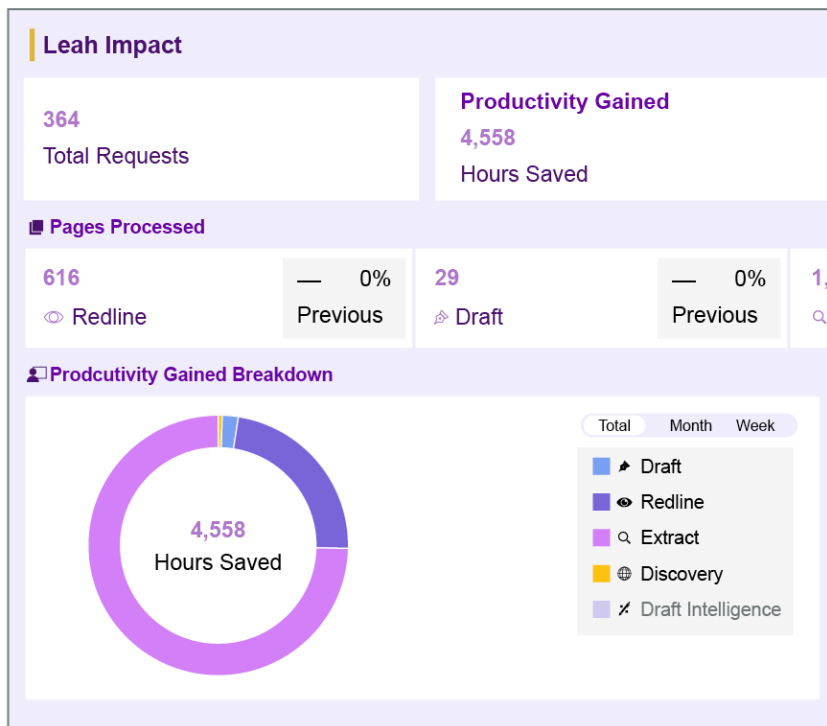 Leah Impact
364
Total Requests
Productivity Gained
4,558
Hours Saved
Pages Processed
616
Redline
— 0%
Previous
29
Draft
— 0%
Previous
1,
Prodcutivity Gained Breakdown
4,558
Hours Saved
Total Month Week
Draft
Redline
Extract
Discovery
Draft Intelligence